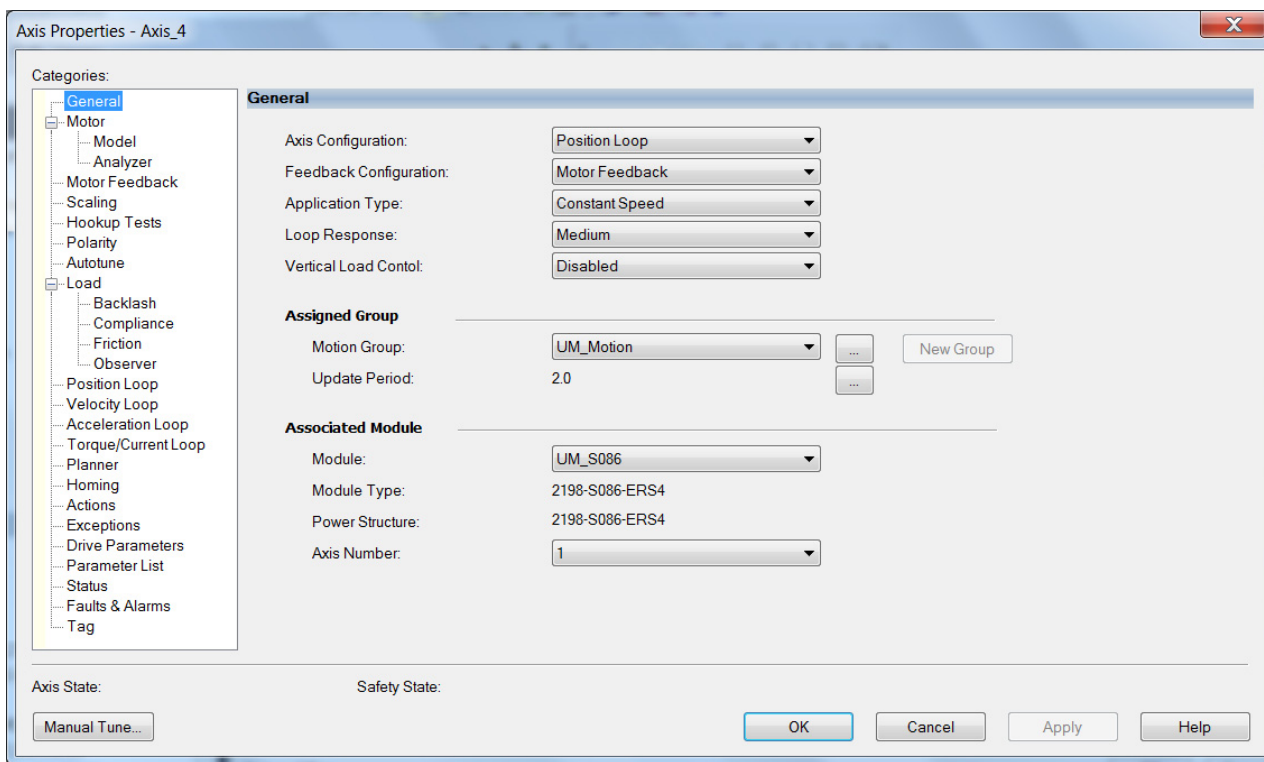 Axis Properties - Axis_4
X
Categories:
General
Motor
Model
Analyzer
Motor Feedback
Scaling
Hookup Tests
Polarity
Autotune
Load
Backlash
Compliance
Friction
Observer
Position Loop
Velocity Loop
Acceleration Loop
Torque/Current Loop
Planner
Homing
Actions
Exceptions
Drive Parameters
Parameter List
Status
Faults & Alarms
Tag
General
Axis Configuration: Position Loop
Feedback Configuration: Motor Feedback
Application Type: Constant Speed
Loop Response: Medium
Vertical Load Contol: Disabled
Assigned Group
Motion Group: UM_Motion ... New Group
Update Period: 2.0 ...
Associated Module
Module: UM_S086
Module Type: 2198-S086-ERS4
Power Structure: 2198-S086-ERS4
Axis Number: 1
Axis State: Safety State:
Manual Tune... OK Cancel Apply Help